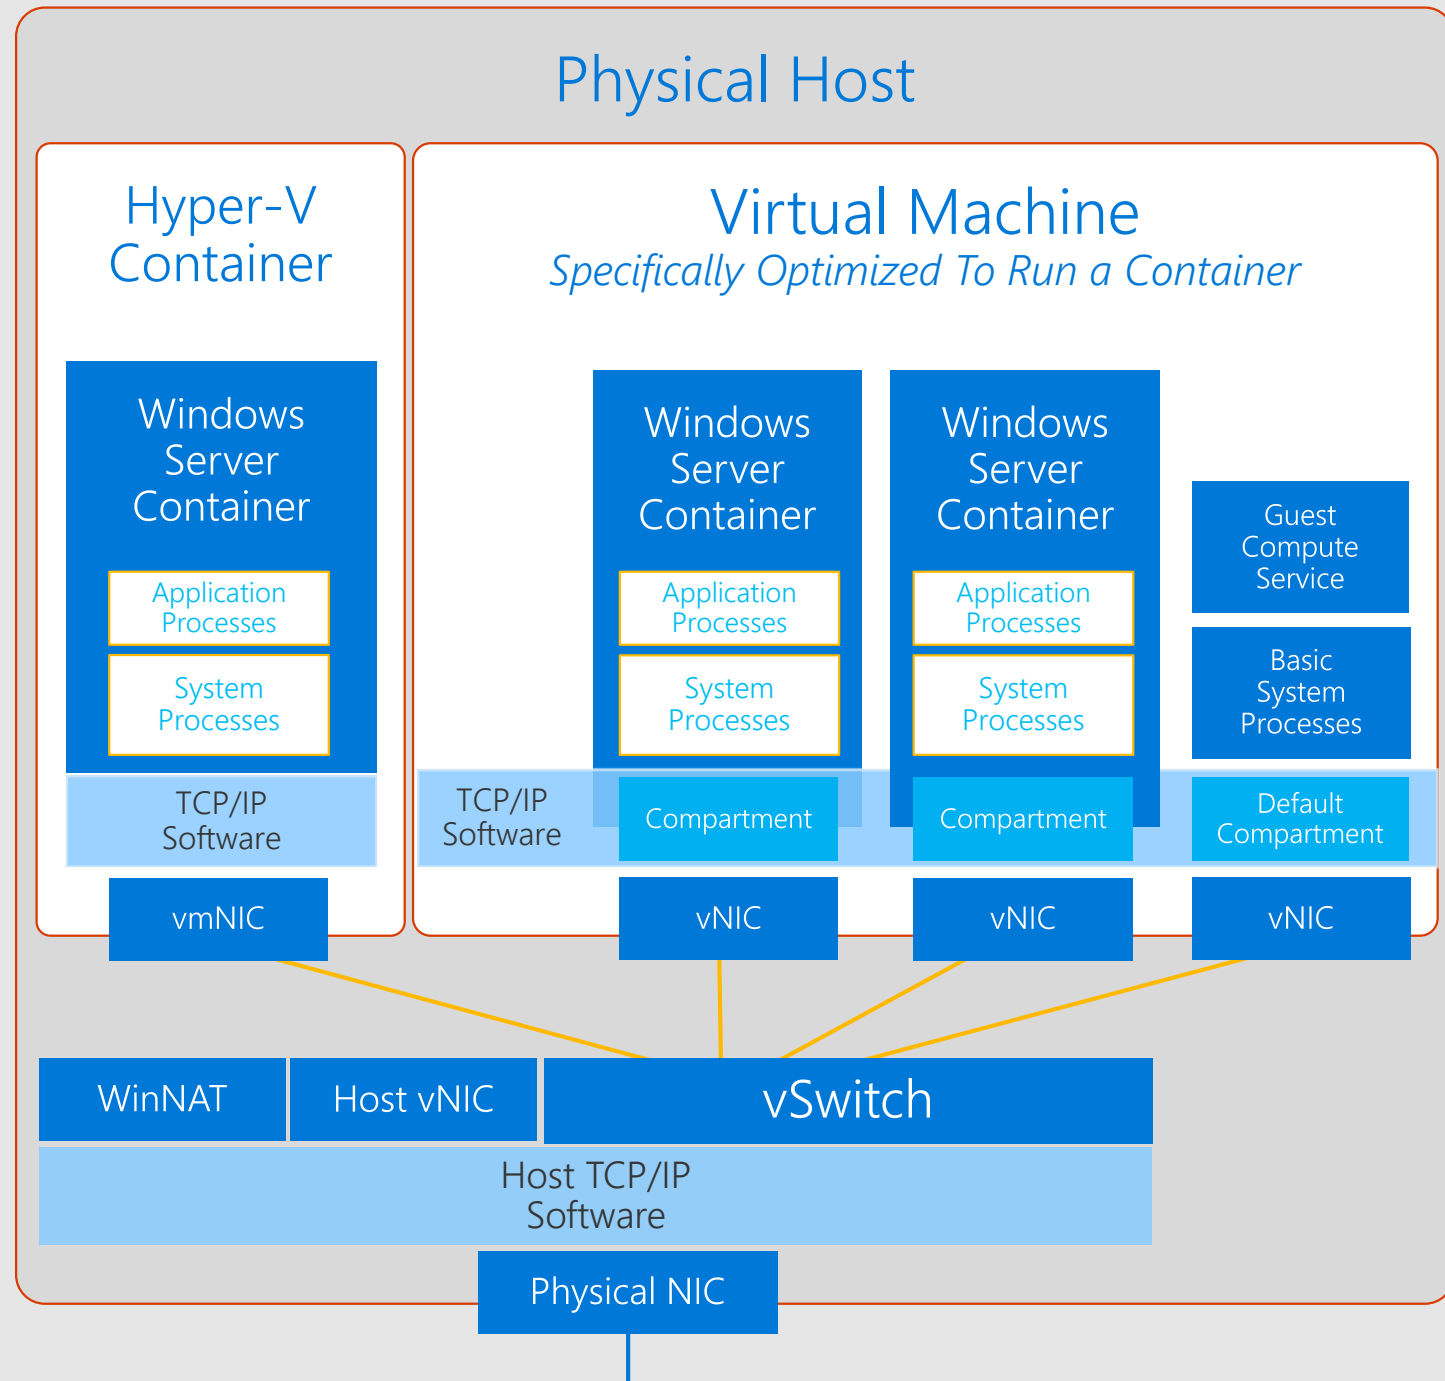 Physical Host
Hyper-V
Container
Windows
Server
Container
Application
Processes
System
Processes
TCP/IP
Software
vmNIC
Virtual Machine
Specifically Optimized To Run a Container
Windows
Server
Container
Application
Processes
System
Processes
Windows
Server
Container
Application
Processes
System
Processes
Guest
Compute
Service
Basic
System
Processes
TCP/IP
Software
Compartment
Compartment
Default
Compartment
vNIC
vNIC
vNIC
WinNAT
Host vNIC
vSwitch
Host TCP/IP
Software
Physical NIC